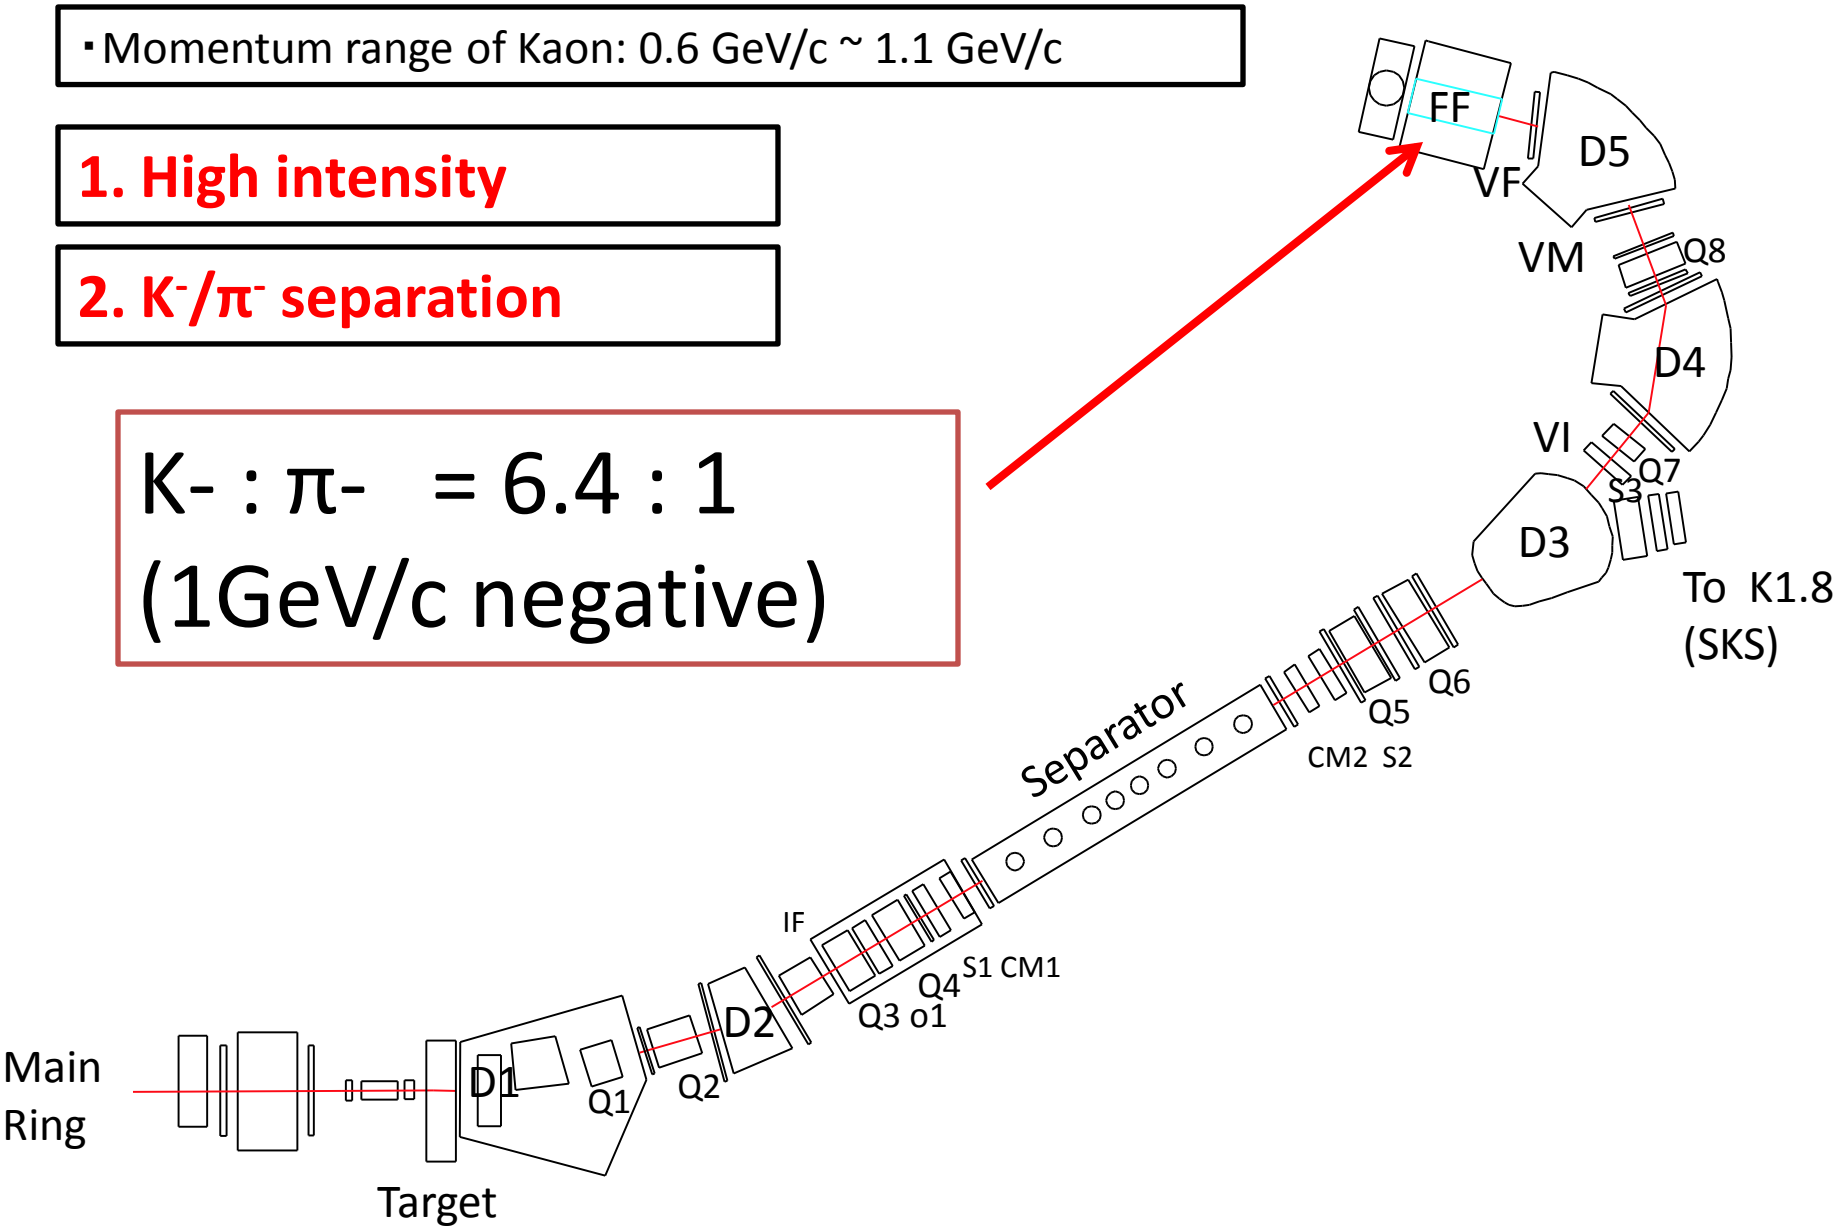 ・Momentum range of Kaon: 0.6 GeV/c ~ 1.1 GeV/c
1. High intensity
2. K⁻/π⁻ separation
K- : π-   = 6.4 : 1
(1GeV/c negative)
FF
D5
VF
VM
Q8
D4
VI
Q7
S3
D3
To  K1.8
(SKS)
Q6
Q5
CM2  S2
Separator
IF
S1 CM1
Q4
Q3 o1
D2
Q2
Q1
D1
Main
Ring
Target